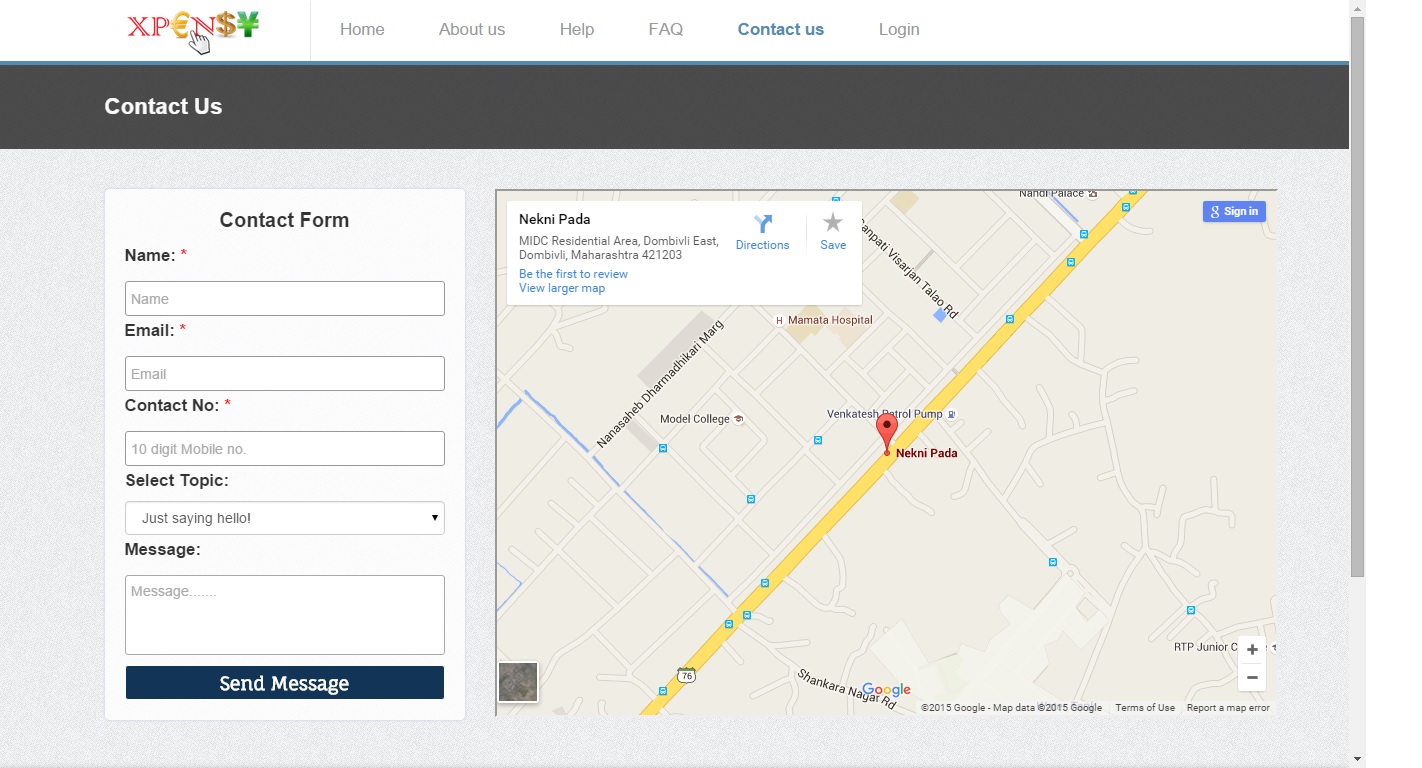 XP€N$¥
Home
About us
Help
FAQ
Contact us
Login
Contact Us
Contact Form
Name: *
Name
Email: *
Email
Contact No: *
10 digit Mobile no.
Select Topic:
Just saying hello!
Message:
Message.......
Send Message
Nekni Pada
MIDC Residential Area, Dombivli East,
Dombivli, Maharashtra 421203
Be the first to review
View larger map
Directions
Save
Sign in
Nandi Palace
Ganpati Visarjan Talao Rd
H Mamata Hospital
Nanasaheb Dharmadhikari Marg
Model College
Venkatesh Petrol Pump
Nekni Pada
RTP Junior
76
Shankara Nagar Rd
Google
+
−
©2015 Google - Map data ©2015 Google
Terms of Use
Report a map error